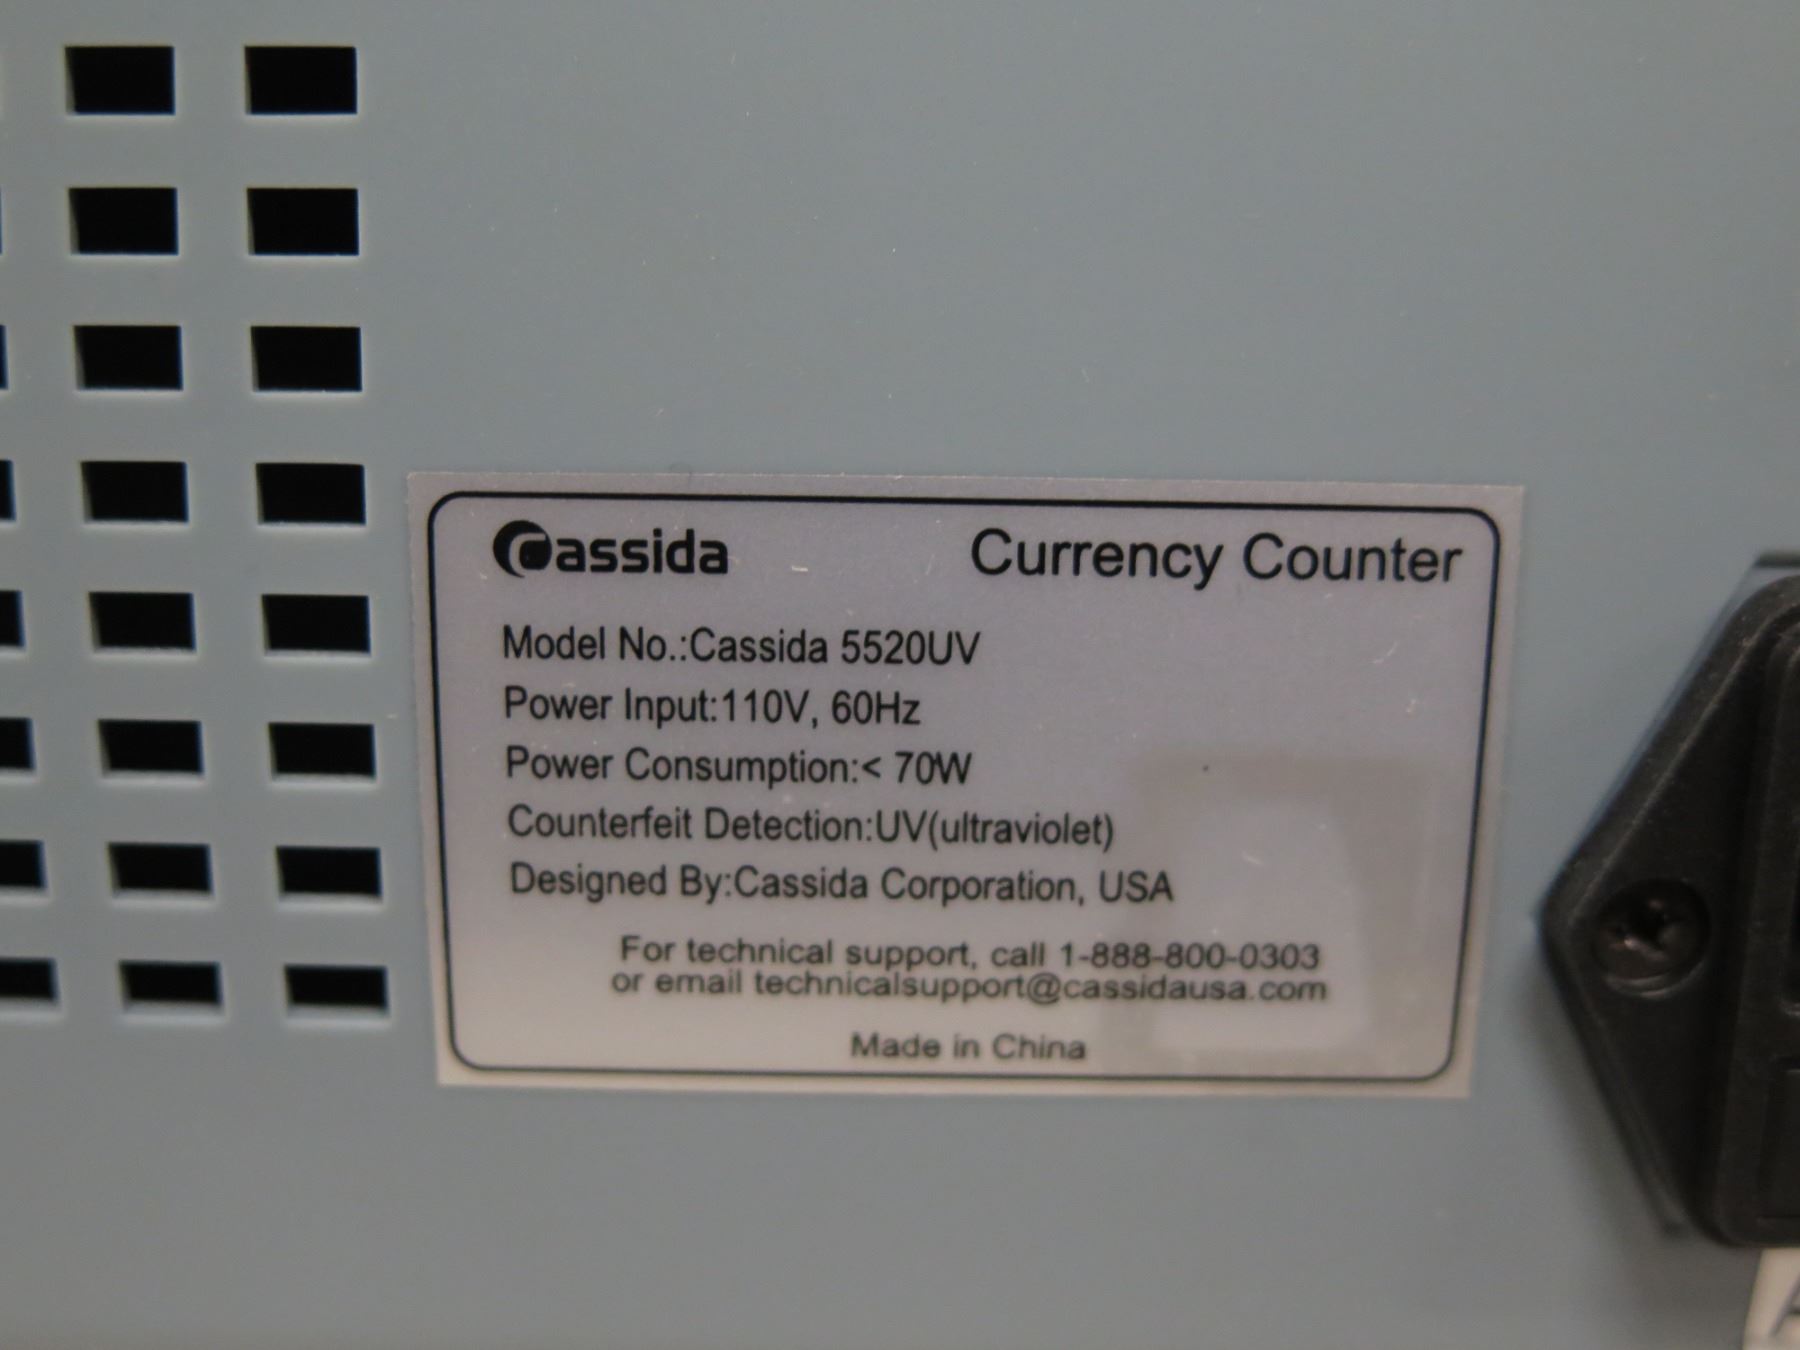 Cassida Currency Counter
Model No.:Cassida 5520UV
Power Input:110V, 60Hz
Power Consumption:< 70W
Counterfeit Detection:UV(ultraviolet)
Designed By:Cassida Corporation, USA
For technical support, call 1-888-800-0303
or email technicalsupport@cassidausa.com
Made in China